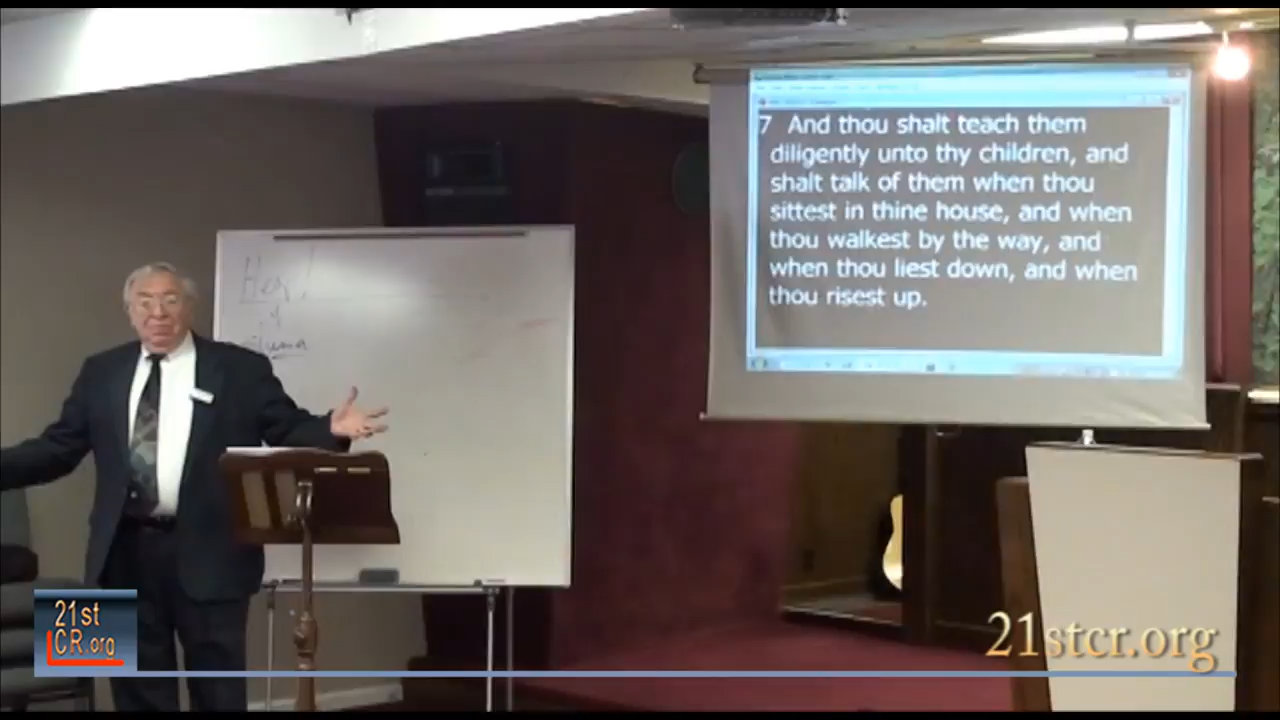 7 And thou shalt teach them
diligently unto thy children, and
shalt talk of them when thou
sittest in thine house, and when
thou walkest by the way, and
when thou liest down, and when
thou risest up.
21st
CR.org
21stcr.org